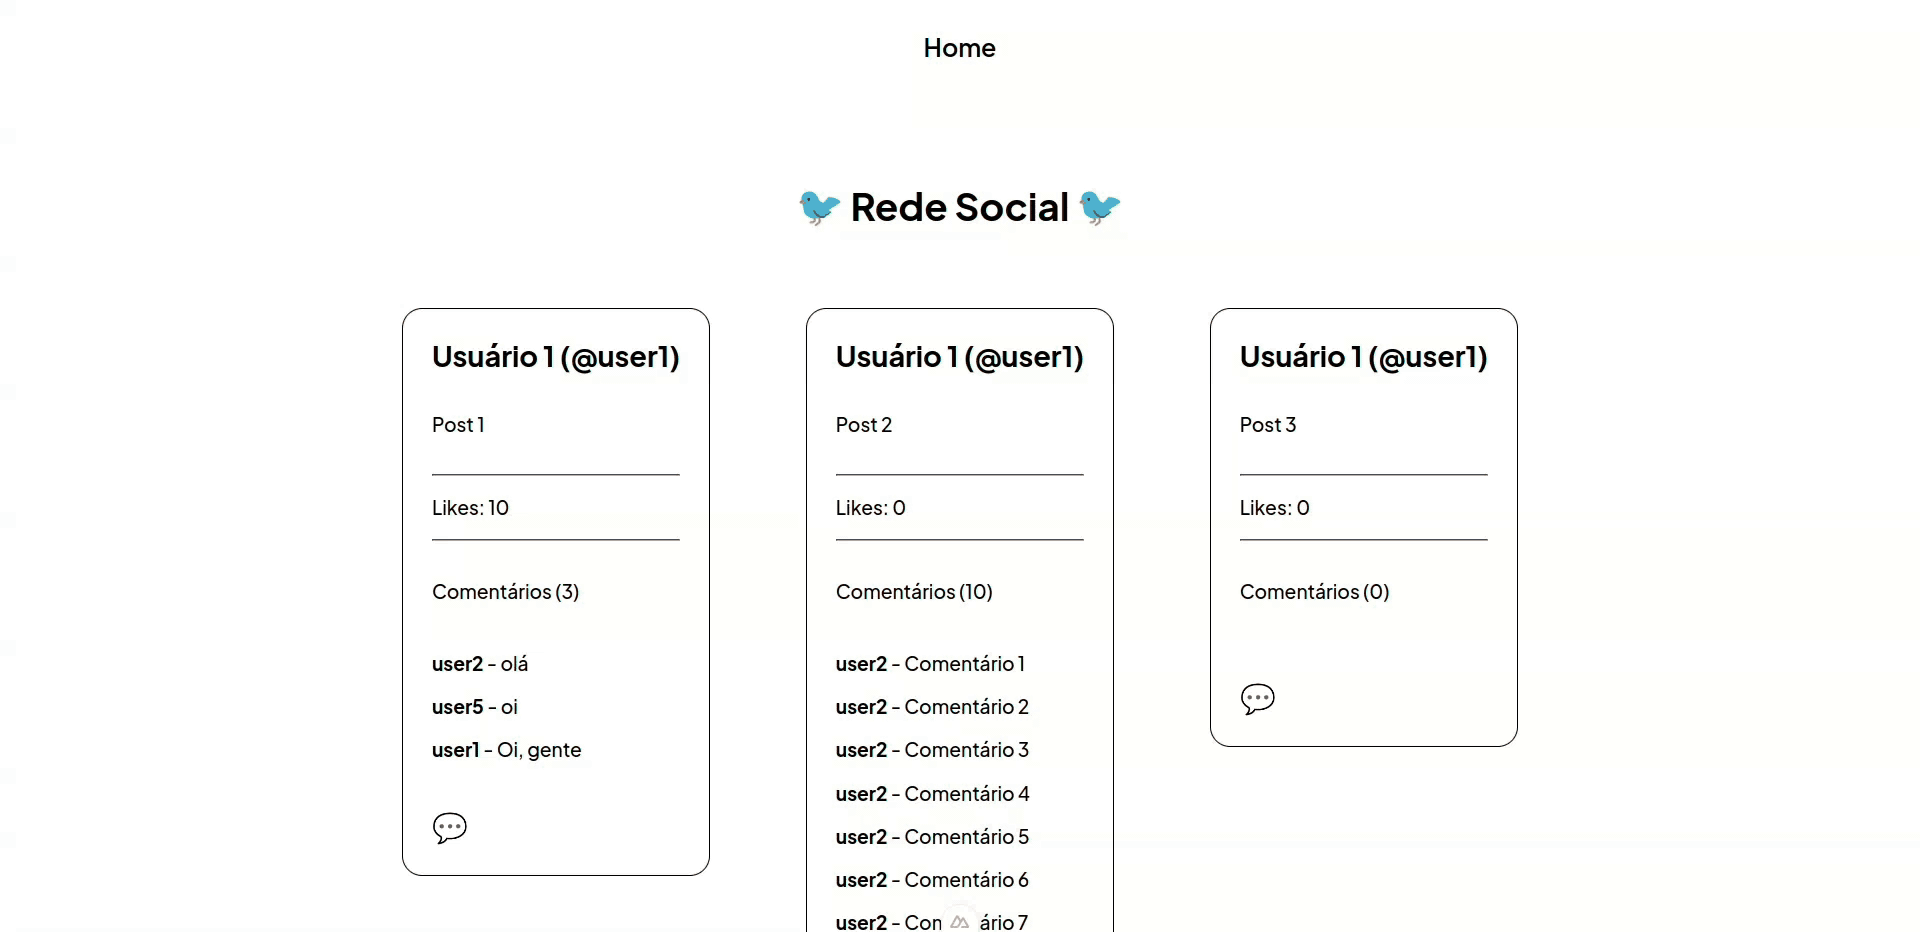 Home
🐦 Rede Social 🐦
Usuário 1 (@user1)
Post 1
Likes: 10
Comentários (3)
user2 - olá
user5 - oi
user1 - Oi, gente
💬
Usuário 1 (@user1)
Post 2
Likes: 0
Comentários (10)
user2 - Comentário 1
user2 - Comentário 2
user2 - Comentário 3
user2 - Comentário 4
user2 - Comentário 5
user2 - Comentário 6
user2 - 7
Usuário 1 (@user1)
Post 3
Likes: 0
Comentários (0)
💬